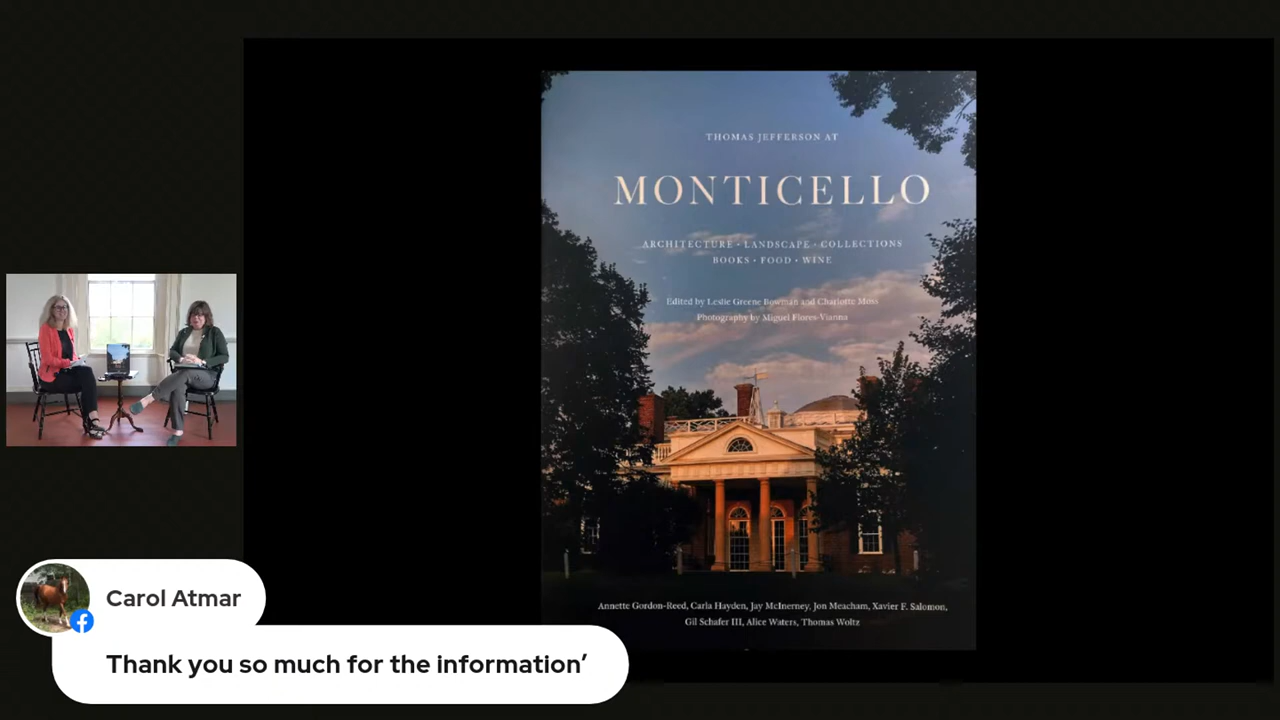 THOMAS JEFFERSON AT
MONTICELLO
ARCHITECTURE • LANDSCAPE • COLLECTIONS
BOOKS • FOOD • WINE
Edited by Leslie Greene Bowman and Charlotte Moss
Photography by Miguel Flores-Vianna
Annette Gordon-Reed, Carla Hayden, Jay McInerney, Jon Meacham, Xavier F. Salomon,
Gil Schafer III, Alice Waters, Thomas Woltz
Carol Atmar
Thank you so much for the information’